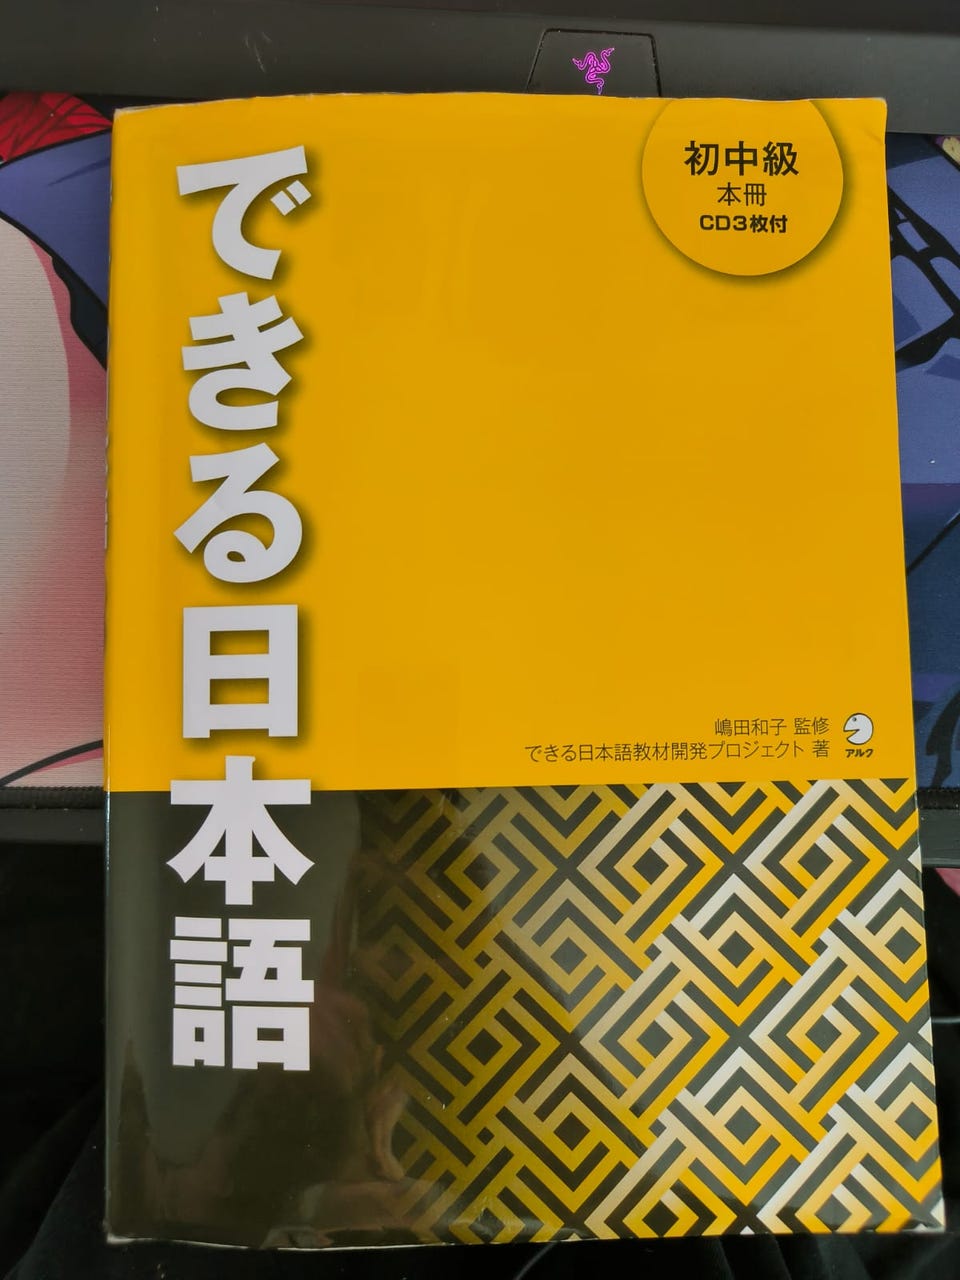 できる日本語
初中級
本冊
CD3枚付
嶋田和子 監修
できる日本語教材開発プロジェクト 著
アルク